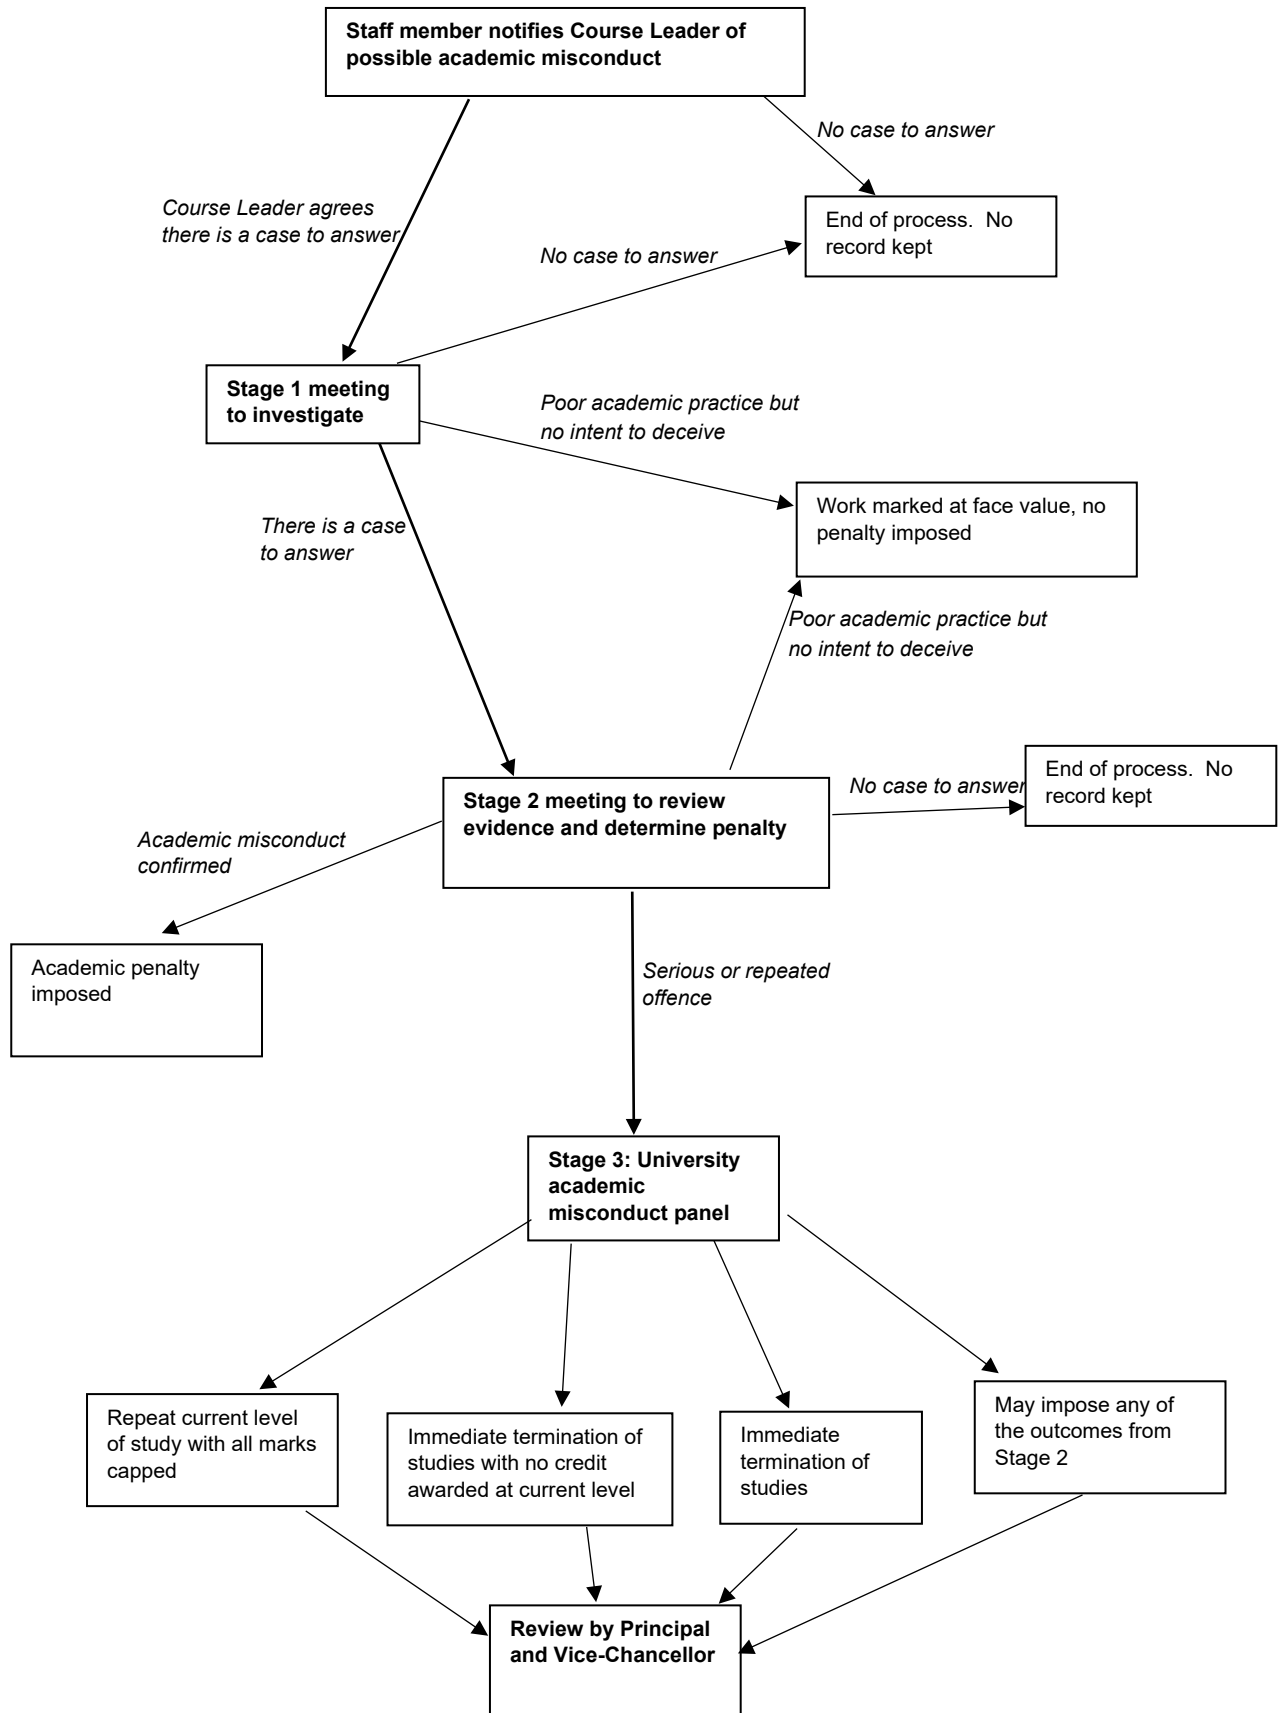 Staff member notifies Course Leader of
possible academic misconduct
No case to answer
Course Leader agrees
there is a case to answer
End of process.  No
record kept
No case to answer
Stage 1 meeting
to investigate
Poor academic practice but
no intent to deceive
Work marked at face value, no
penalty imposed
There is a case
to answer
Poor academic practice but
no intent to deceive
Stage 2 meeting to review
evidence and determine penalty
No case to answer
End of process.  No
record kept
Academic misconduct
confirmed
Academic penalty
imposed
Serious or repeated
offence
Stage 3: University
academic
misconduct panel
Repeat current level
of study with all marks
capped
Immediate termination of
studies with no credit
awarded at current level
Immediate
termination of
studies
May impose any of
the outcomes from
Stage 2
Review by Principal
and Vice-Chancellor